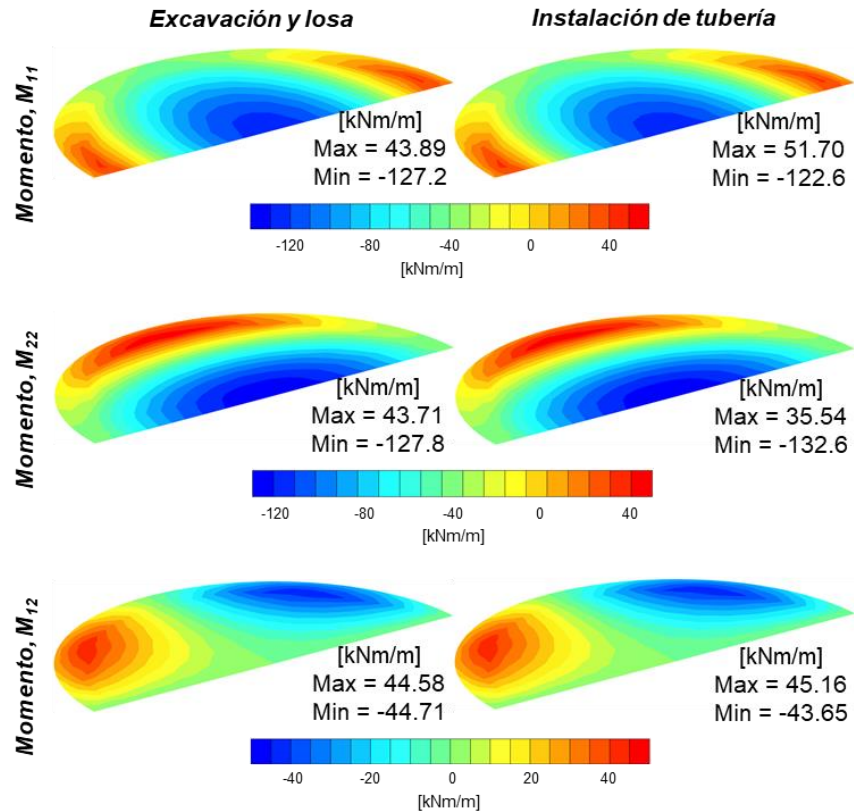 Excavación y losa
Instalación de tubería
Momento, M11
[kNm/m]
Max = 43.89
Min = -127.2
[kNm/m]
Max = 51.70
Min = -122.6
-120 -80 -40 0 40
[kNm/m]
Momento, M22
[kNm/m]
Max = 43.71
Min = -127.8
[kNm/m]
Max = 35.54
Min = -132.6
-120 -80 -40 0 40
[kNm/m]
Momento, M12
[kNm/m]
Max = 44.58
Min = -44.71
[kNm/m]
Max = 45.16
Min = -43.65
-40 -20 0 20 40
[kNm/m]